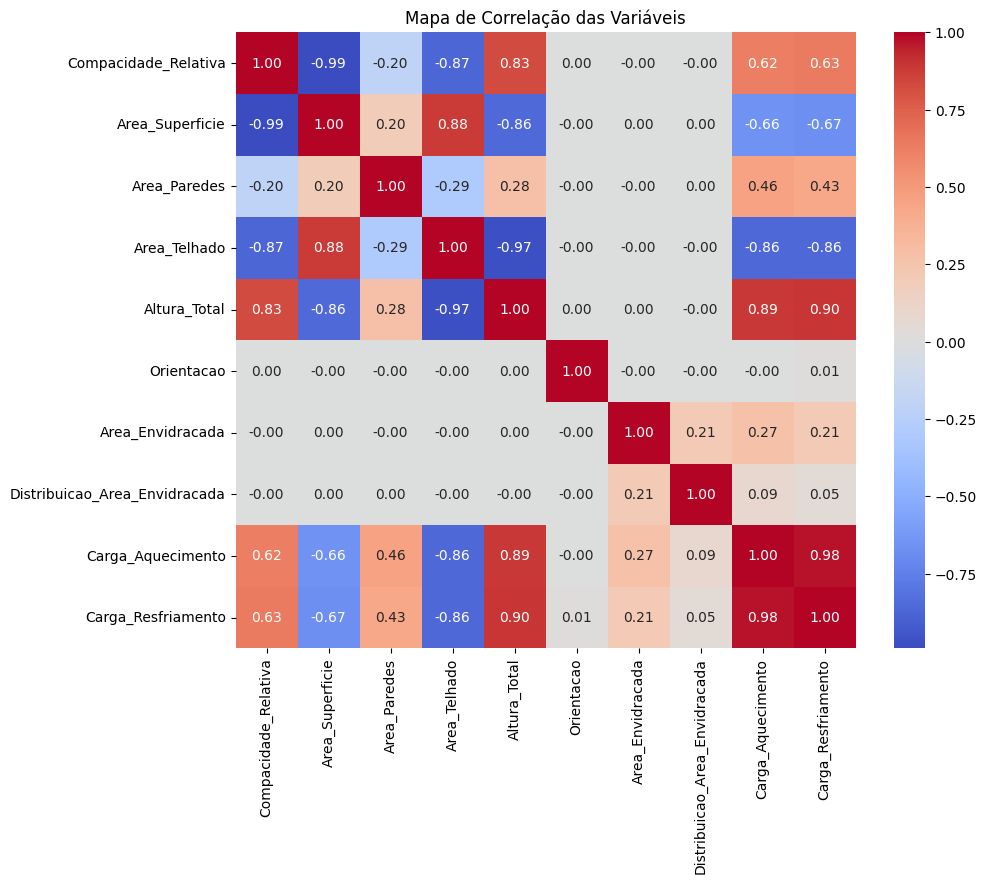 Mapa de Correlação das Variáveis
Compacidade_Relativa 1.00 -0.99 -0.20 -0.87 0.83 0.00 -0.00 -0.00 0.62 0.63
Area_Superficie -0.99 1.00 0.20 0.88 -0.86 -0.00 0.00 0.00 -0.66 -0.67
Area_Paredes -0.20 0.20 1.00 -0.29 0.28 -0.00 -0.00 0.00 0.46 0.43
Area_Telhado -0.87 0.88 -0.29 1.00 -0.97 -0.00 -0.00 -0.00 -0.86 -0.86
Altura_Total 0.83 -0.86 0.28 -0.97 1.00 0.00 0.00 -0.00 0.89 0.90
Orientacao 0.00 -0.00 -0.00 -0.00 0.00 1.00 -0.00 -0.00 -0.00 0.01
Area_Envidracada -0.00 0.00 -0.00 -0.00 0.00 -0.00 1.00 0.21 0.27 0.21
Distribuicao_Area_Envidracada -0.00 0.00 0.00 -0.00 -0.00 -0.00 0.21 1.00 0.09 0.05
Carga_Aquecimento 0.62 -0.66 0.46 -0.86 0.89 -0.00 0.27 0.09 1.00 0.98
Carga_Resfriamento 0.63 -0.67 0.43 -0.86 0.90 0.01 0.21 0.05 0.98 1.00
Compacidade_Relativa
Area_Superficie
Area_Paredes
Area_Telhado
Altura_Total
Orientacao
Area_Envidracada
Distribuicao_Area_Envidracada
Carga_Aquecimento
Carga_Resfriamento
1.00
0.75
0.50
0.25
0.00
−0.25
−0.50
−0.75